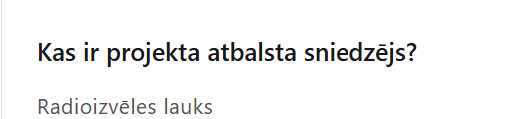 Kas ir projekta atbalsta sniedzējs?
Radioizvēles lauks